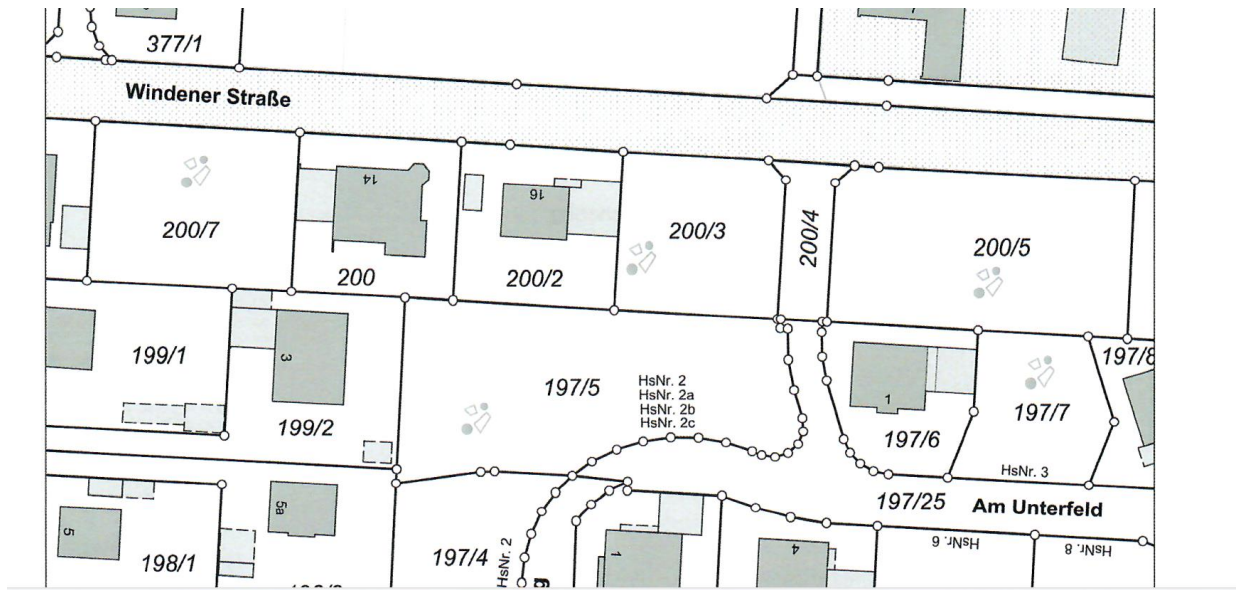 377/1
Windener Straße
14
16
200/7
200
200/2
200/3
200/4
200/5
199/1
3
199/2
197/5
HsNr. 2
HsNr. 2a
HsNr. 2b
HsNr. 2c
1
197/6
197/7
197/8
HsNr. 3
197/25
Am Unterfeld
5
198/1
5a
197/4
HsNr. 2
1
4
HsNr. 6
HsNr. 8